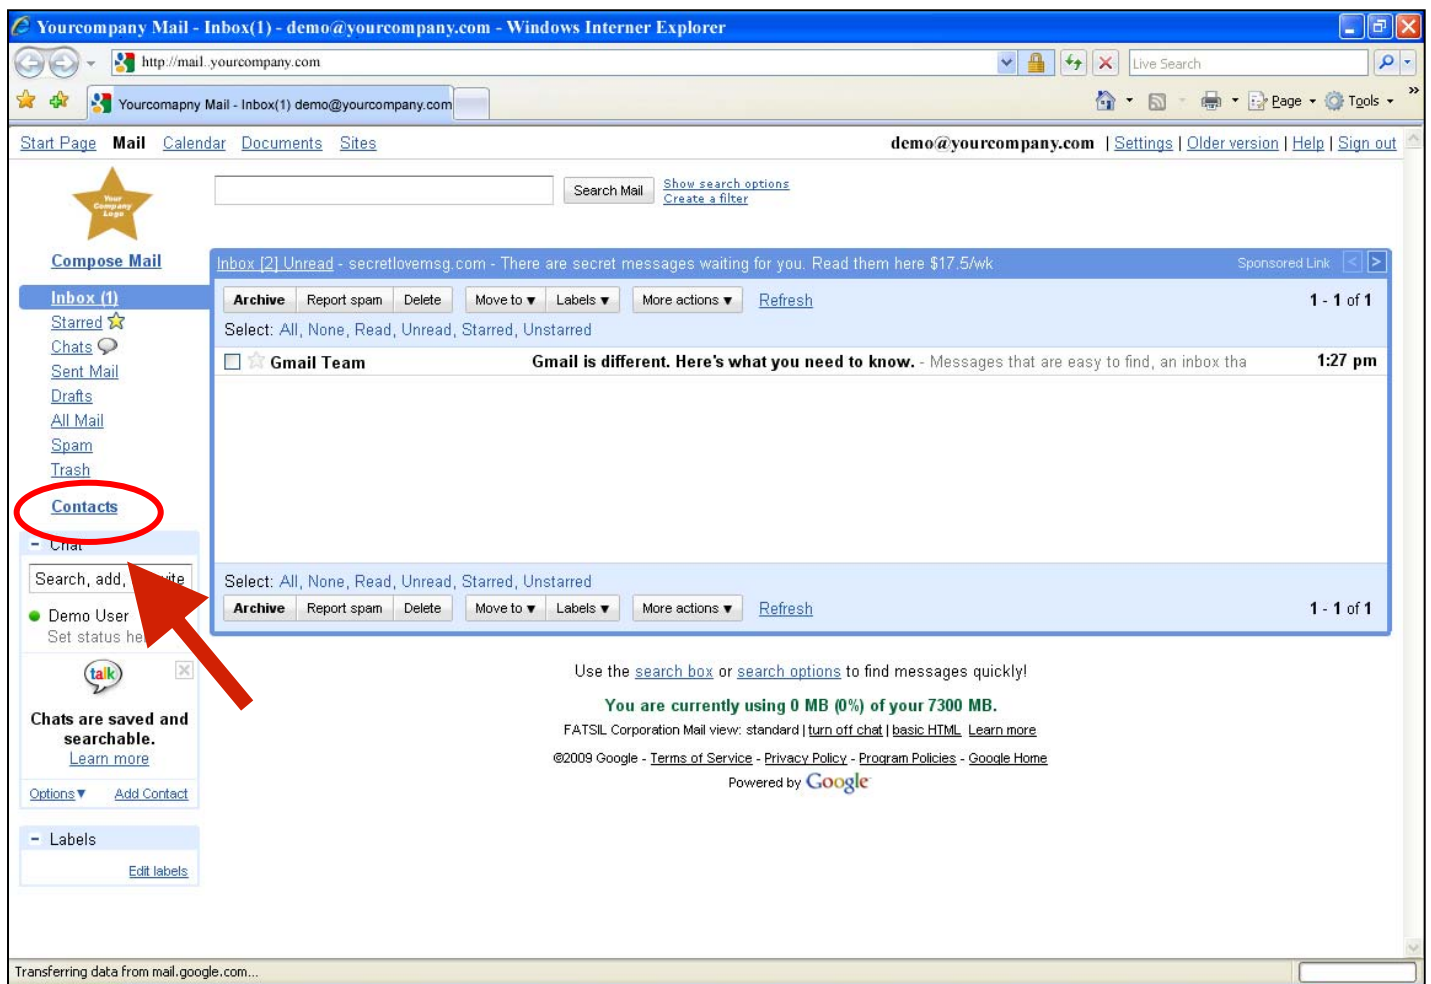 Yourcompany Mail - Inbox(1) - demo@yourcompany.com - Windows Interner Explorer
http://mail..yourcompany.com
Live Search
Yourcomapny Mail - Inbox(1) demo@yourcompany.com
Page Tools
Start Page Mail Calendar Documents Sites
demo@yourcompany.com | Settings | Older version | Help | Sign out
Your
Company
Logo
Search Mail
Show search options
Create a filter
Compose Mail
Inbox [2] Unread - secretlovemsg.com - There are secret messages waiting for you. Read them here $17.5/wk
Sponsored Link < >
Inbox (1)
Starred
Chats
Sent Mail
Drafts
All Mail
Spam
Trash
Contacts
Archive Report spam Delete Move to ▼ Labels ▼ More actions ▼ Refresh
1 - 1 of 1
Select: All, None, Read, Unread, Starred, Unstarred
Gmail Team Gmail is different. Here's what you need to know. - Messages that are easy to find, an inbox tha 1:27 pm
Select: All, None, Read, Unread, Starred, Unstarred
Archive Report spam Delete Move to ▼ Labels ▼ More actions ▼ Refresh
1 - 1 of 1
− Chat
Search, add,
Demo User
Set status
talk
Chats are saved and
searchable.
Learn more
Options▼ Add Contact
− Labels
Edit labels
Use the search box or search options to find messages quickly!
You are currently using 0 MB (0%) of your 7300 MB.
FATSIL Corporation Mail view: standard | turn off chat | basic HTML Learn more
©2009 Google - Terms of Service - Privacy Policy - Program Policies - Google Home
Powered by Google
Transferring data from mail.google.com...